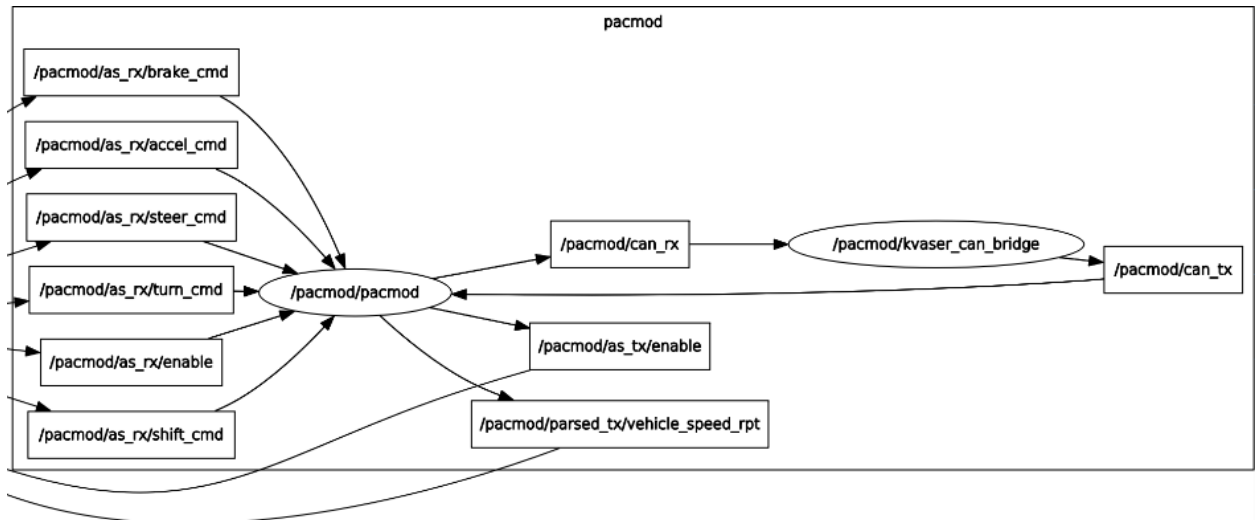 pacmod
/pacmod/as_rx/brake_cmd
/pacmod/as_rx/accel_cmd
/pacmod/as_rx/steer_cmd
/pacmod/as_rx/turn_cmd
/pacmod/as_rx/enable
/pacmod/as_rx/shift_cmd
/pacmod/pacmod
/pacmod/can_rx
/pacmod/as_tx/enable
/pacmod/parsed_tx/vehicle_speed_rpt
/pacmod/kvaser_can_bridge
/pacmod/can_tx